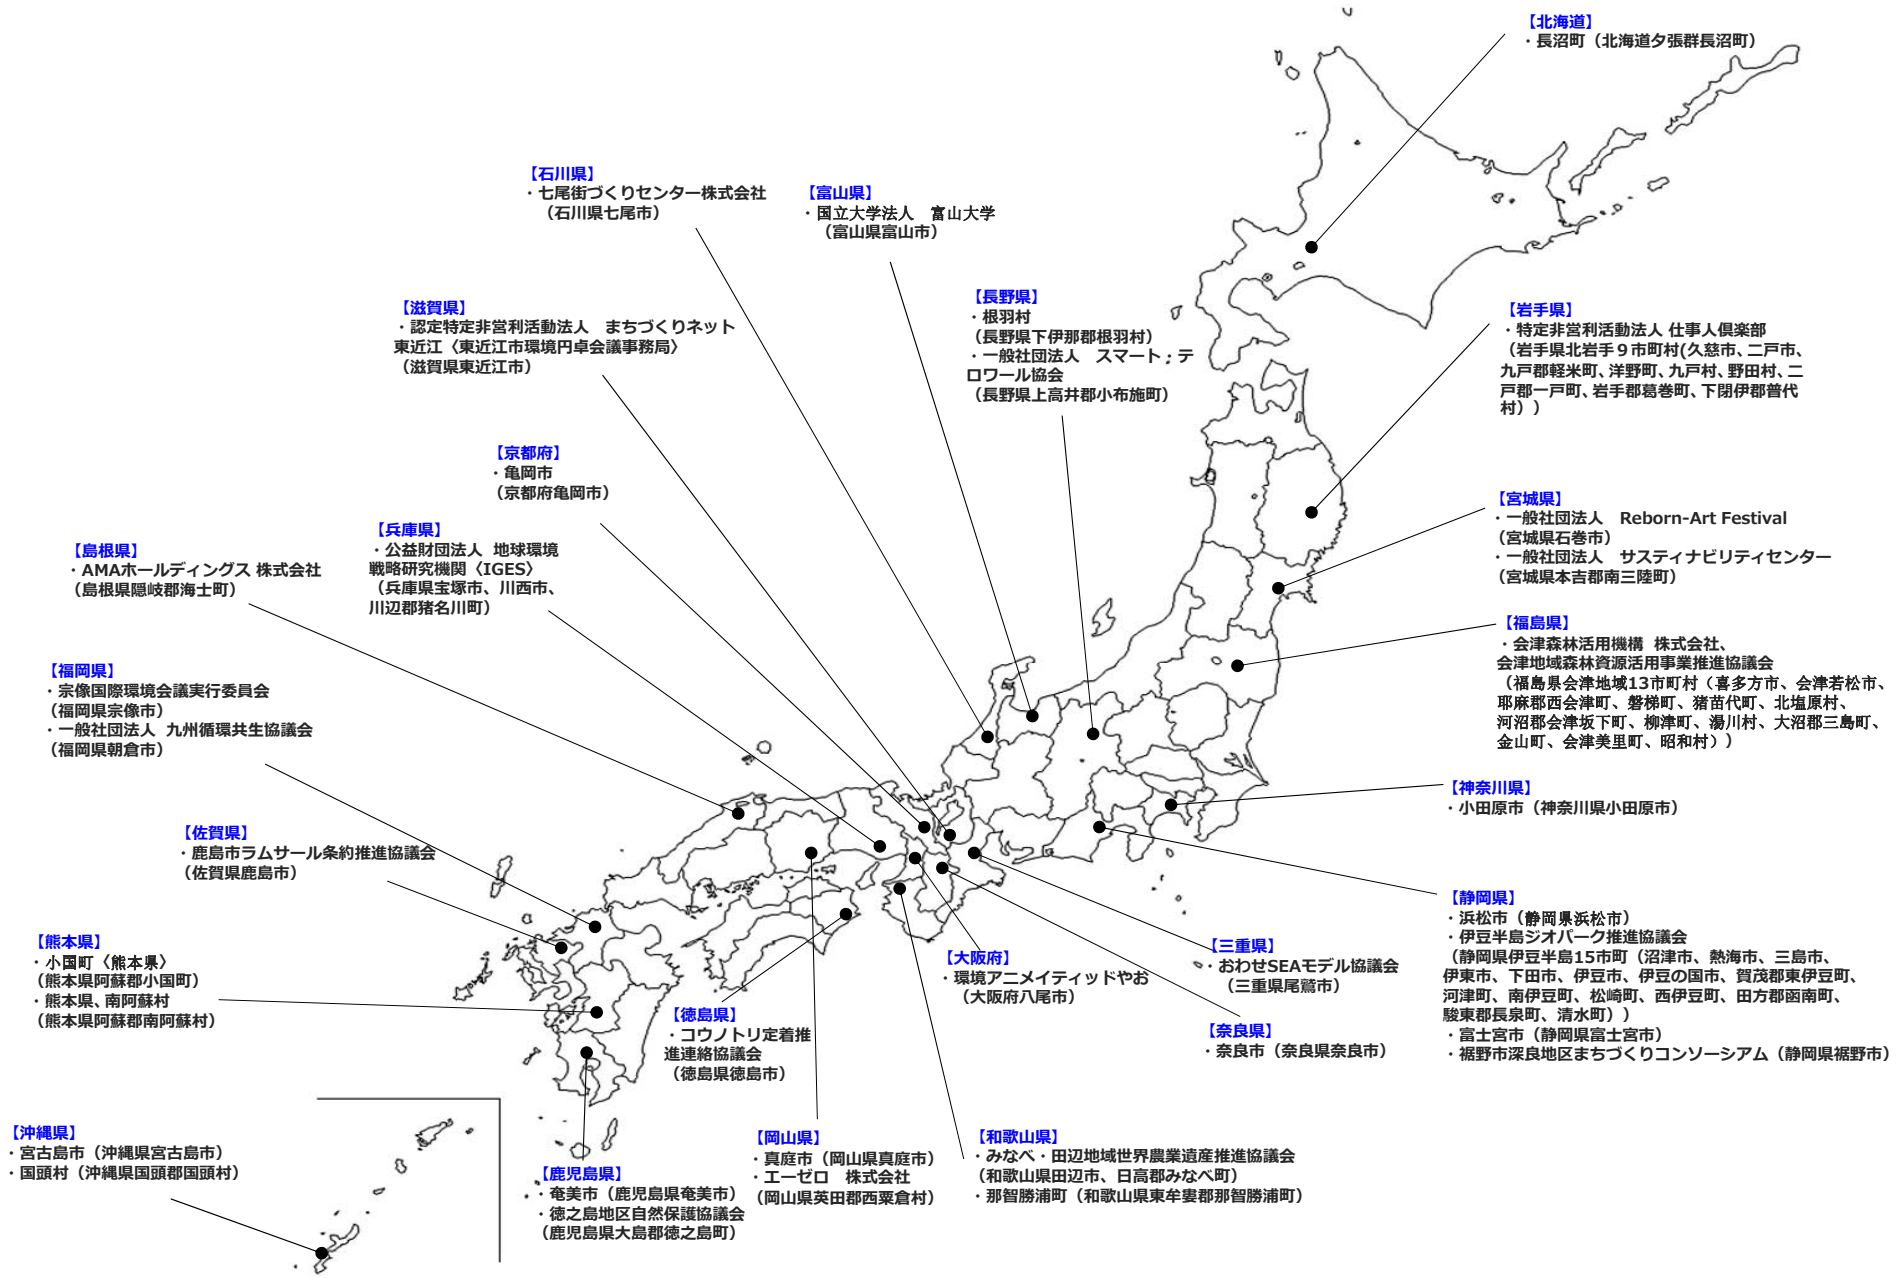 【北海道】
・長沼町（北海道夕張群長沼町）
【石川県】
・七尾街づくりセンター株式会社
（石川県七尾市）
【富山県】
・国立大学法人　富山大学
（富山県富山市）
【滋賀県】
・認定特定非営利活動法人　まちづくりネット
東近江〈東近江市環境円卓会議事務局〉
（滋賀県東近江市）
【長野県】
・根羽村
（長野県下伊那郡根羽村）
・一般社団法人　スマート；テ
ロワール協会
（長野県上高井郡小布施町）
【岩手県】
・特定非営利活動法人 仕事人倶楽部
（岩手県北岩手９市町村(久慈市、二戸市、
九戸郡軽米町、洋野町、九戸村、野田村、二
戸郡一戸町、岩手郡葛巻町、下閉伊郡普代
村））
【京都府】
・亀岡市
（京都府亀岡市）
【宮城県】
・一般社団法人　Reborn-Art Festival
（宮城県石巻市）
・一般社団法人　サスティナビリティセンター
（宮城県本吉郡南三陸町）
【兵庫県】
・公益財団法人 地球環境
戦略研究機関〈IGES〉
（兵庫県宝塚市、川西市、
川辺郡猪名川町）
【島根県】
・AMAホールディングス 株式会社
（島根県隠岐郡海士町）
【福島県】
・会津森林活用機構 株式会社、
会津地域森林資源活用事業推進協議会
（福島県会津地域13市町村（喜多方市、会津若松市、
耶麻郡西会津町、磐梯町、猪苗代町、北塩原村、
河沼郡会津坂下町、柳津町、湯川村、大沼郡三島町、
金山町、会津美里町、昭和村））
【福岡県】
・宗像国際環境会議実行委員会
（福岡県宗像市）
・一般社団法人 九州循環共生協議会
（福岡県朝倉市）
【神奈川県】
・小田原市（神奈川県小田原市）
【佐賀県】
・鹿島市ラムサール条約推進協議会
（佐賀県鹿島市）
【静岡県】
・浜松市（静岡県浜松市）
・伊豆半島ジオパーク推進協議会
（静岡県伊豆半島15市町（沼津市、熱海市、三島市、
伊東市、下田市、伊豆市、伊豆の国市、賀茂郡東伊豆町、
河津町、南伊豆町、松崎町、西伊豆町、田方郡函南町、
駿東郡長泉町、清水町））
・富士宮市（静岡県富士宮市）
・裾野市深良地区まちづくりコンソーシアム（静岡県裾野市）
【熊本県】
・小国町〈熊本県〉
（熊本県阿蘇郡小国町）
・熊本県、南阿蘇村
（熊本県阿蘇郡南阿蘇村）
【三重県】
・おわせSEAモデル協議会
（三重県尾鷲市）
【大阪府】
・環境アニメイティッドやお
（大阪府八尾市）
【徳島県】
・コウノトリ定着推
進連絡協議会
（徳島県徳島市）
【奈良県】
・奈良市（奈良県奈良市）
【沖縄県】
・宮古島市（沖縄県宮古島市）
・国頭村（沖縄県国頭郡国頭村）
【岡山県】
・真庭市（岡山県真庭市）
・エーゼロ　株式会社
（岡山県英田郡西粟倉村）
【和歌山県】
・みなべ・田辺地域世界農業遺産推進協議会
（和歌山県田辺市、日高郡みなべ町）
・那智勝浦町（和歌山県東牟婁郡那智勝浦町）
【鹿児島県】
・奄美市（鹿児島県奄美市）
・徳之島地区自然保護協議会
（鹿児島県大島郡徳之島町）